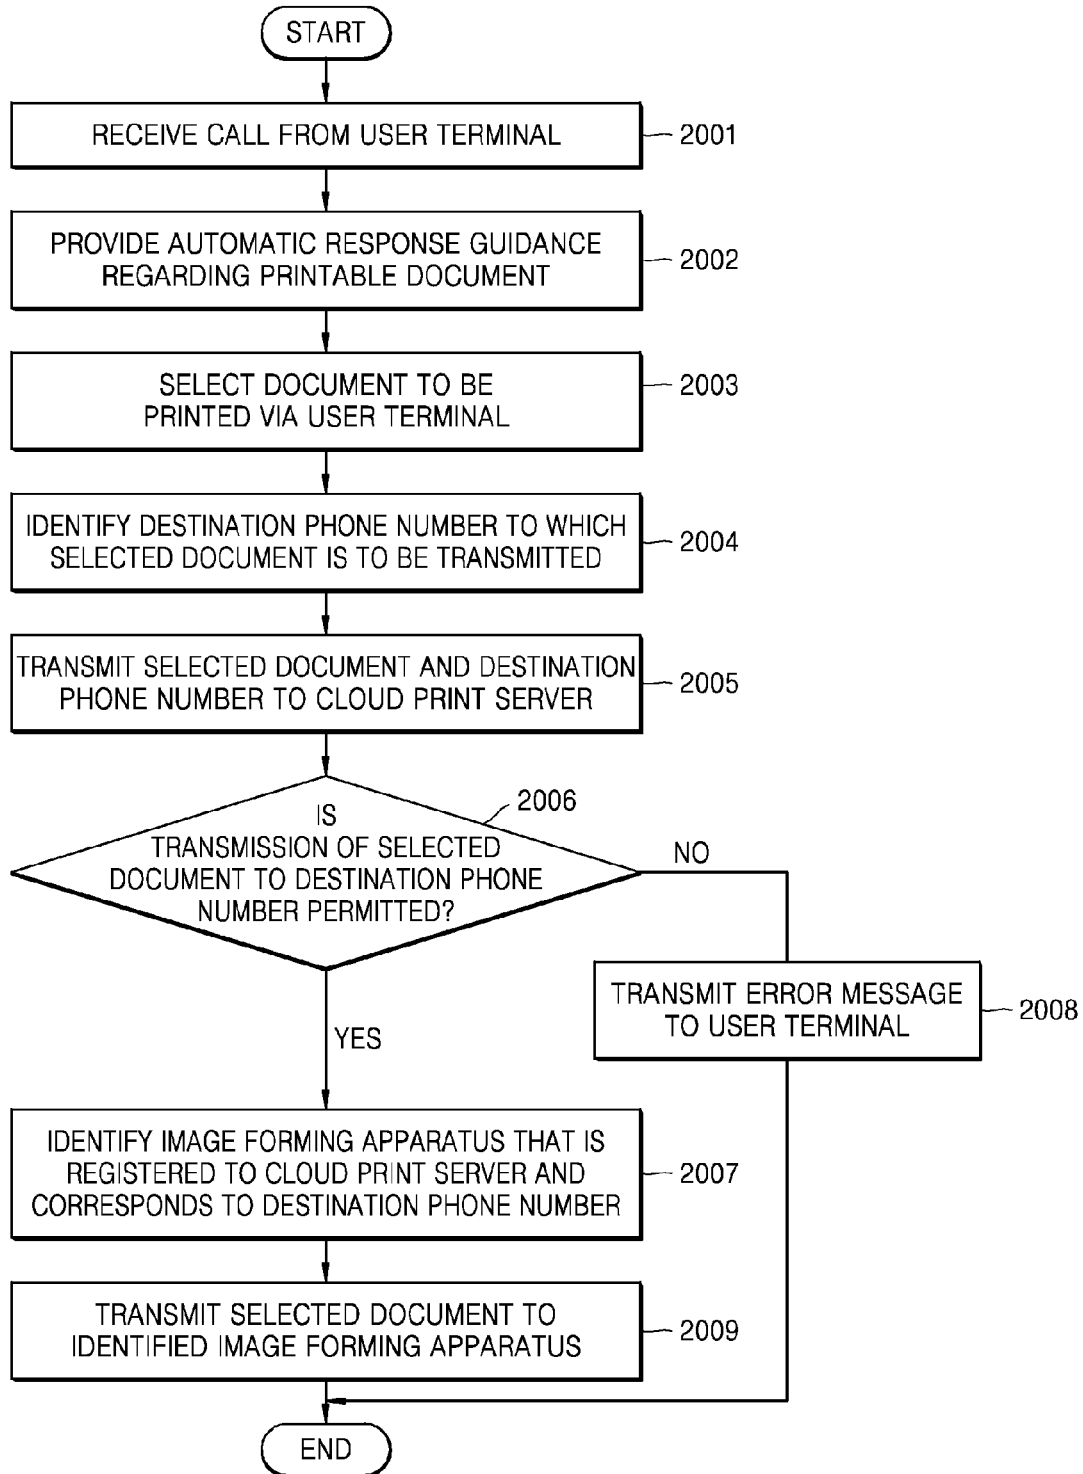 START
RECEIVE CALL FROM USER TERMINAL
2001
PROVIDE AUTOMATIC RESPONSE GUIDANCE
REGARDING PRINTABLE DOCUMENT
2002
SELECT DOCUMENT TO BE
PRINTED VIA USER TERMINAL
2003
IDENTIFY DESTINATION PHONE NUMBER TO WHICH
SELECTED DOCUMENT IS TO BE TRANSMITTED
2004
TRANSMIT SELECTED DOCUMENT AND DESTINATION
PHONE NUMBER TO CLOUD PRINT SERVER
2005
2006
IS
TRANSMISSION OF SELECTED
DOCUMENT TO DESTINATION PHONE
NUMBER PERMITTED?
NO
TRANSMIT ERROR MESSAGE
TO USER TERMINAL
2008
YES
IDENTIFY IMAGE FORMING APPARATUS THAT IS
REGISTERED TO CLOUD PRINT SERVER AND
CORRESPONDS TO DESTINATION PHONE NUMBER
2007
TRANSMIT SELECTED DOCUMENT TO
IDENTIFIED IMAGE FORMING APPARATUS
2009
END